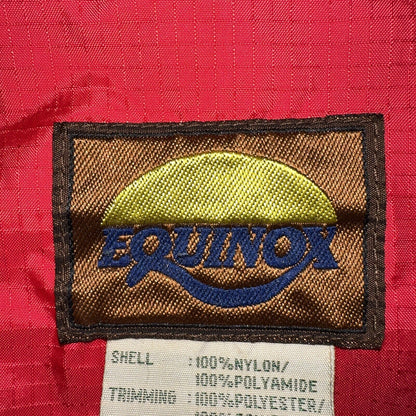 EQUINOX
SHELL :100%NYLON/
100%POLYAMIDE
TRIMMING :100%POLYESTER/